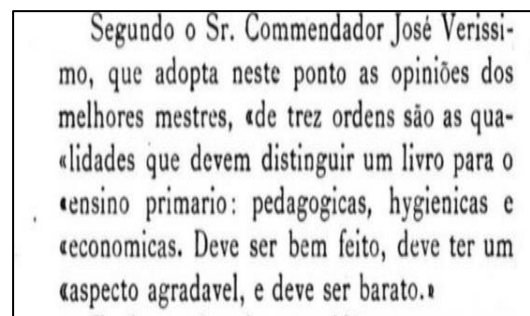 Segundo o Sr. Commendador José Verissi-
mo, que adopta neste ponto as opiniões dos
melhores mestres, «de trez ordens são as qua-
«lidades que devem distinguir um livro para o
«ensino primario: pedagogicas, hygienicas e
«economicas. Deve ser bem feito, deve ter um
«aspecto agradavel, e deve ser barato.»